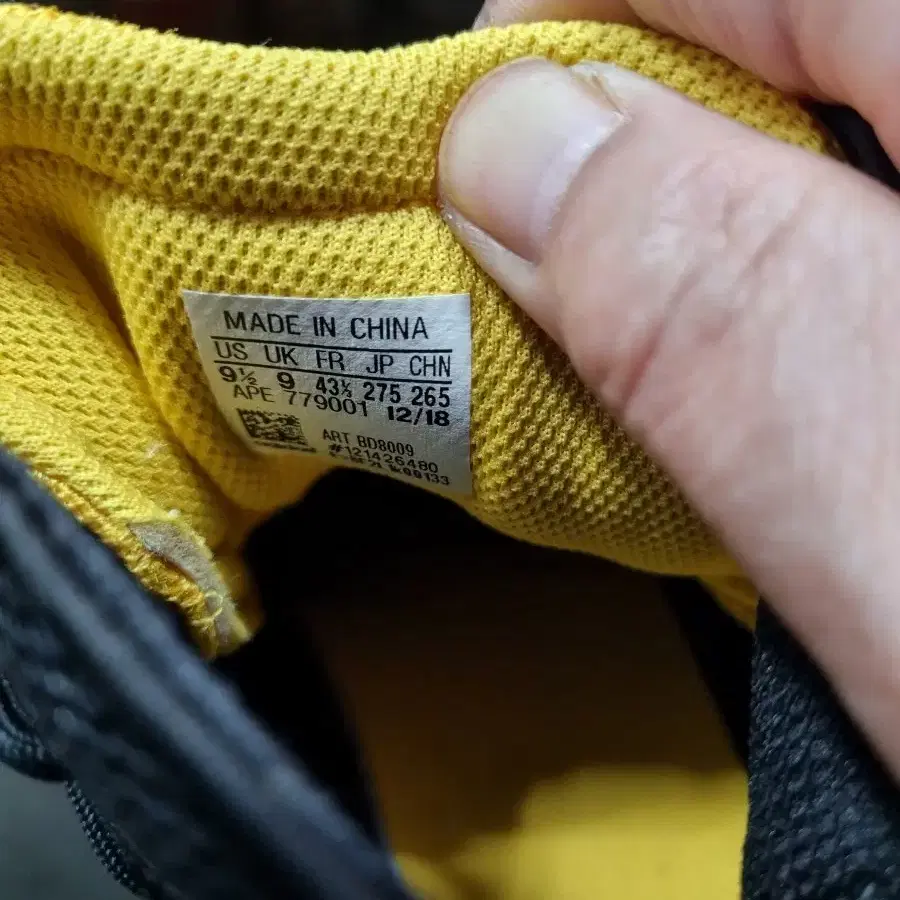 MADE IN CHINA
US UK FR JP CHN
9½ 9 43⅓ 275 265
APE 779001 12/18
ART BD8009
#121426480